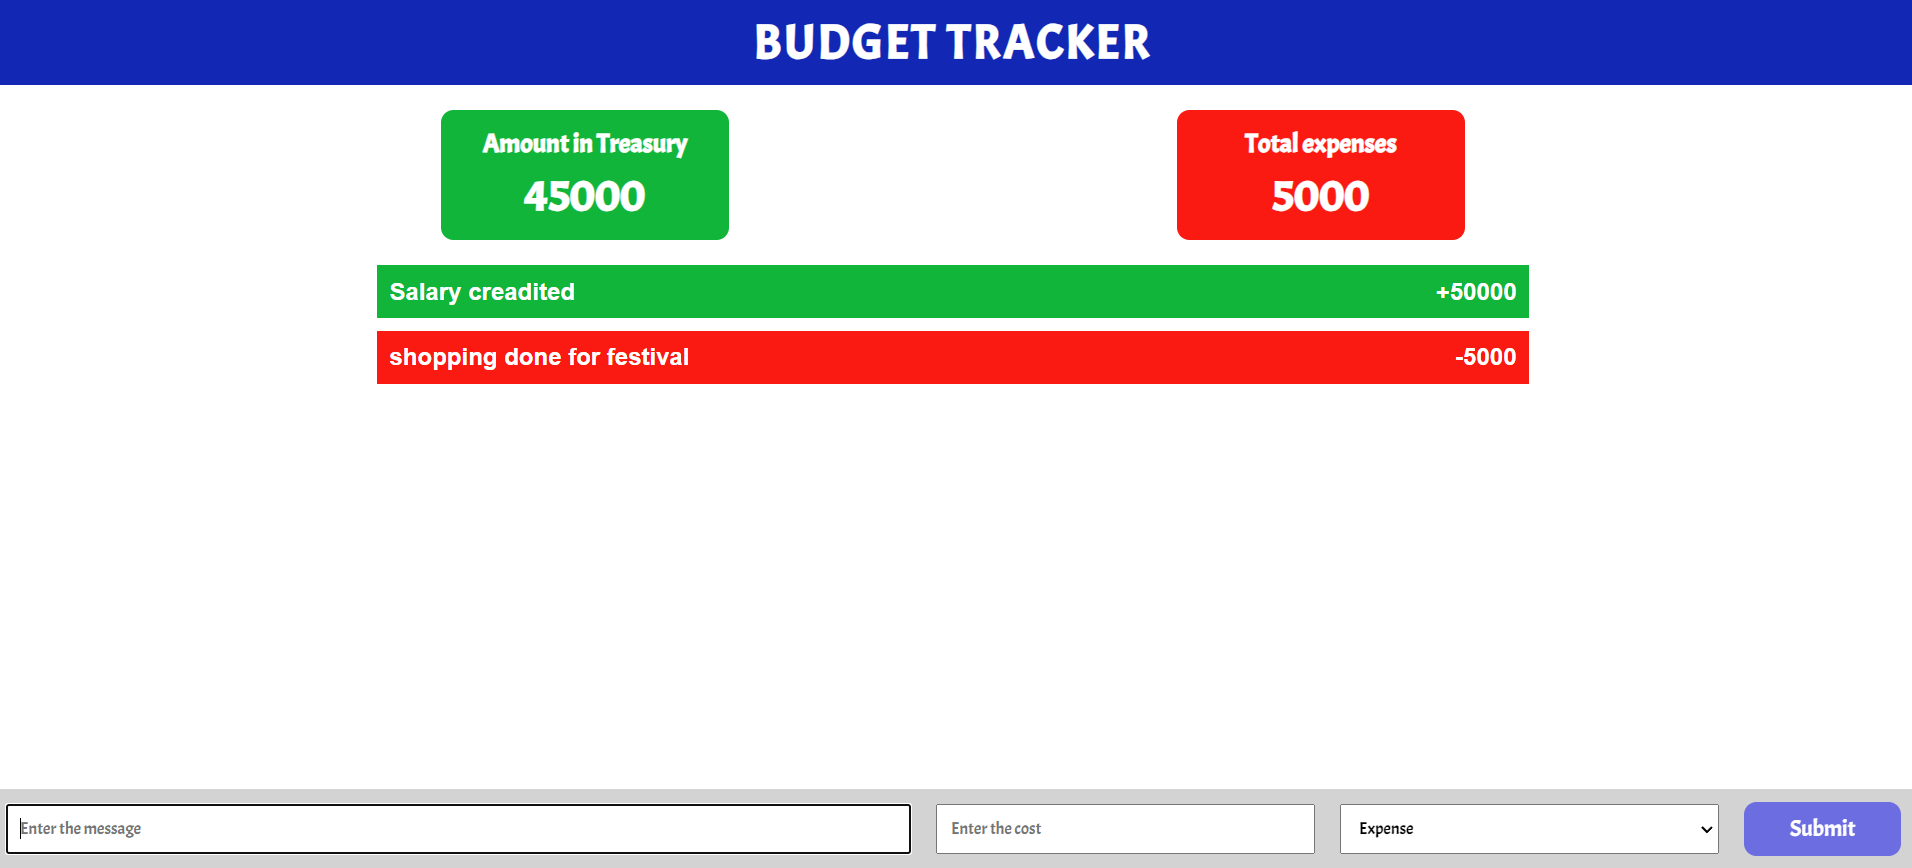 BUDGET TRACKER
Amount in Treasury
45000
Total expenses
5000
Salary creadited +50000
shopping done for festival -5000
Enter the message Enter the cost Expense Submit